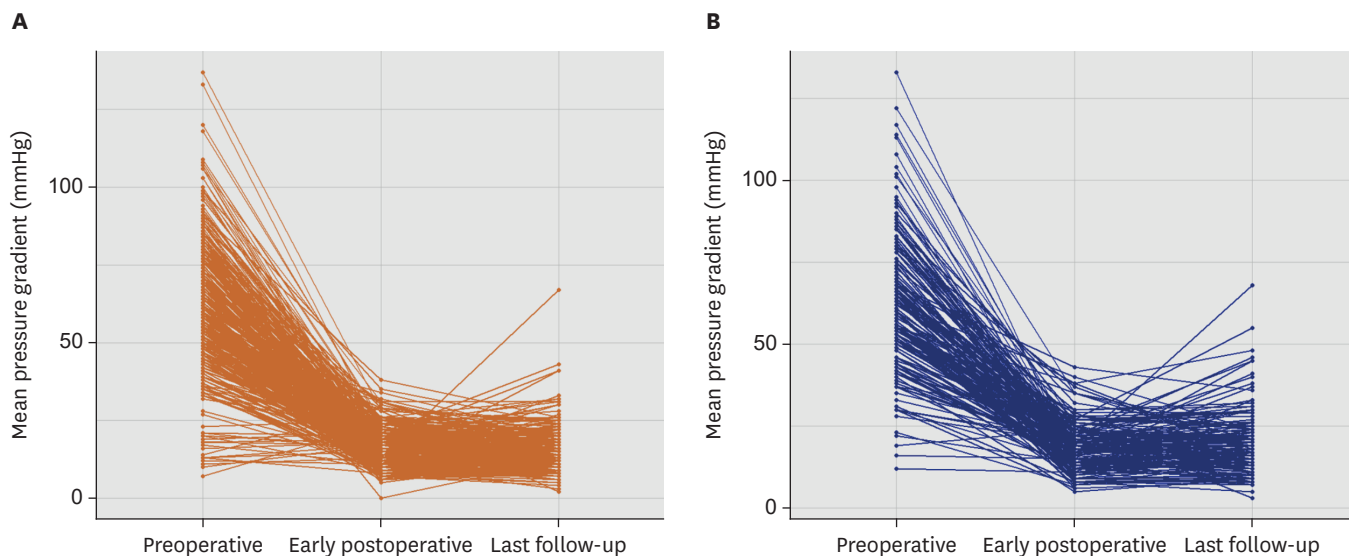 A
Mean pressure gradient (mmHg)
100
50
0
Preoperative Early postoperative Last follow-up
B
Mean pressure gradient (mmHg)
100
50
0
Preoperative Early postoperative Last follow-up